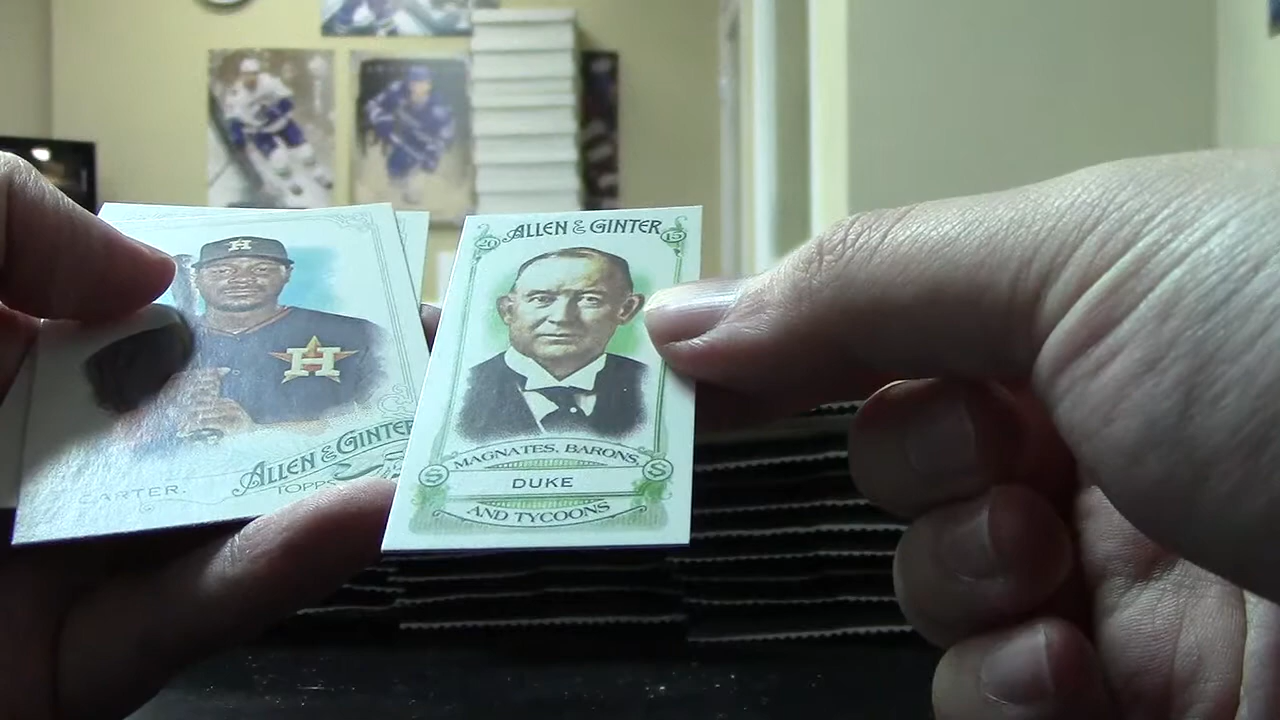 H
H
ALLEN & GINTER
TOPPS
CARTER.
20 ALLEN & GINTER 15
MAGNATES, BARONS,
S S
DUKE
AND TYCOONS